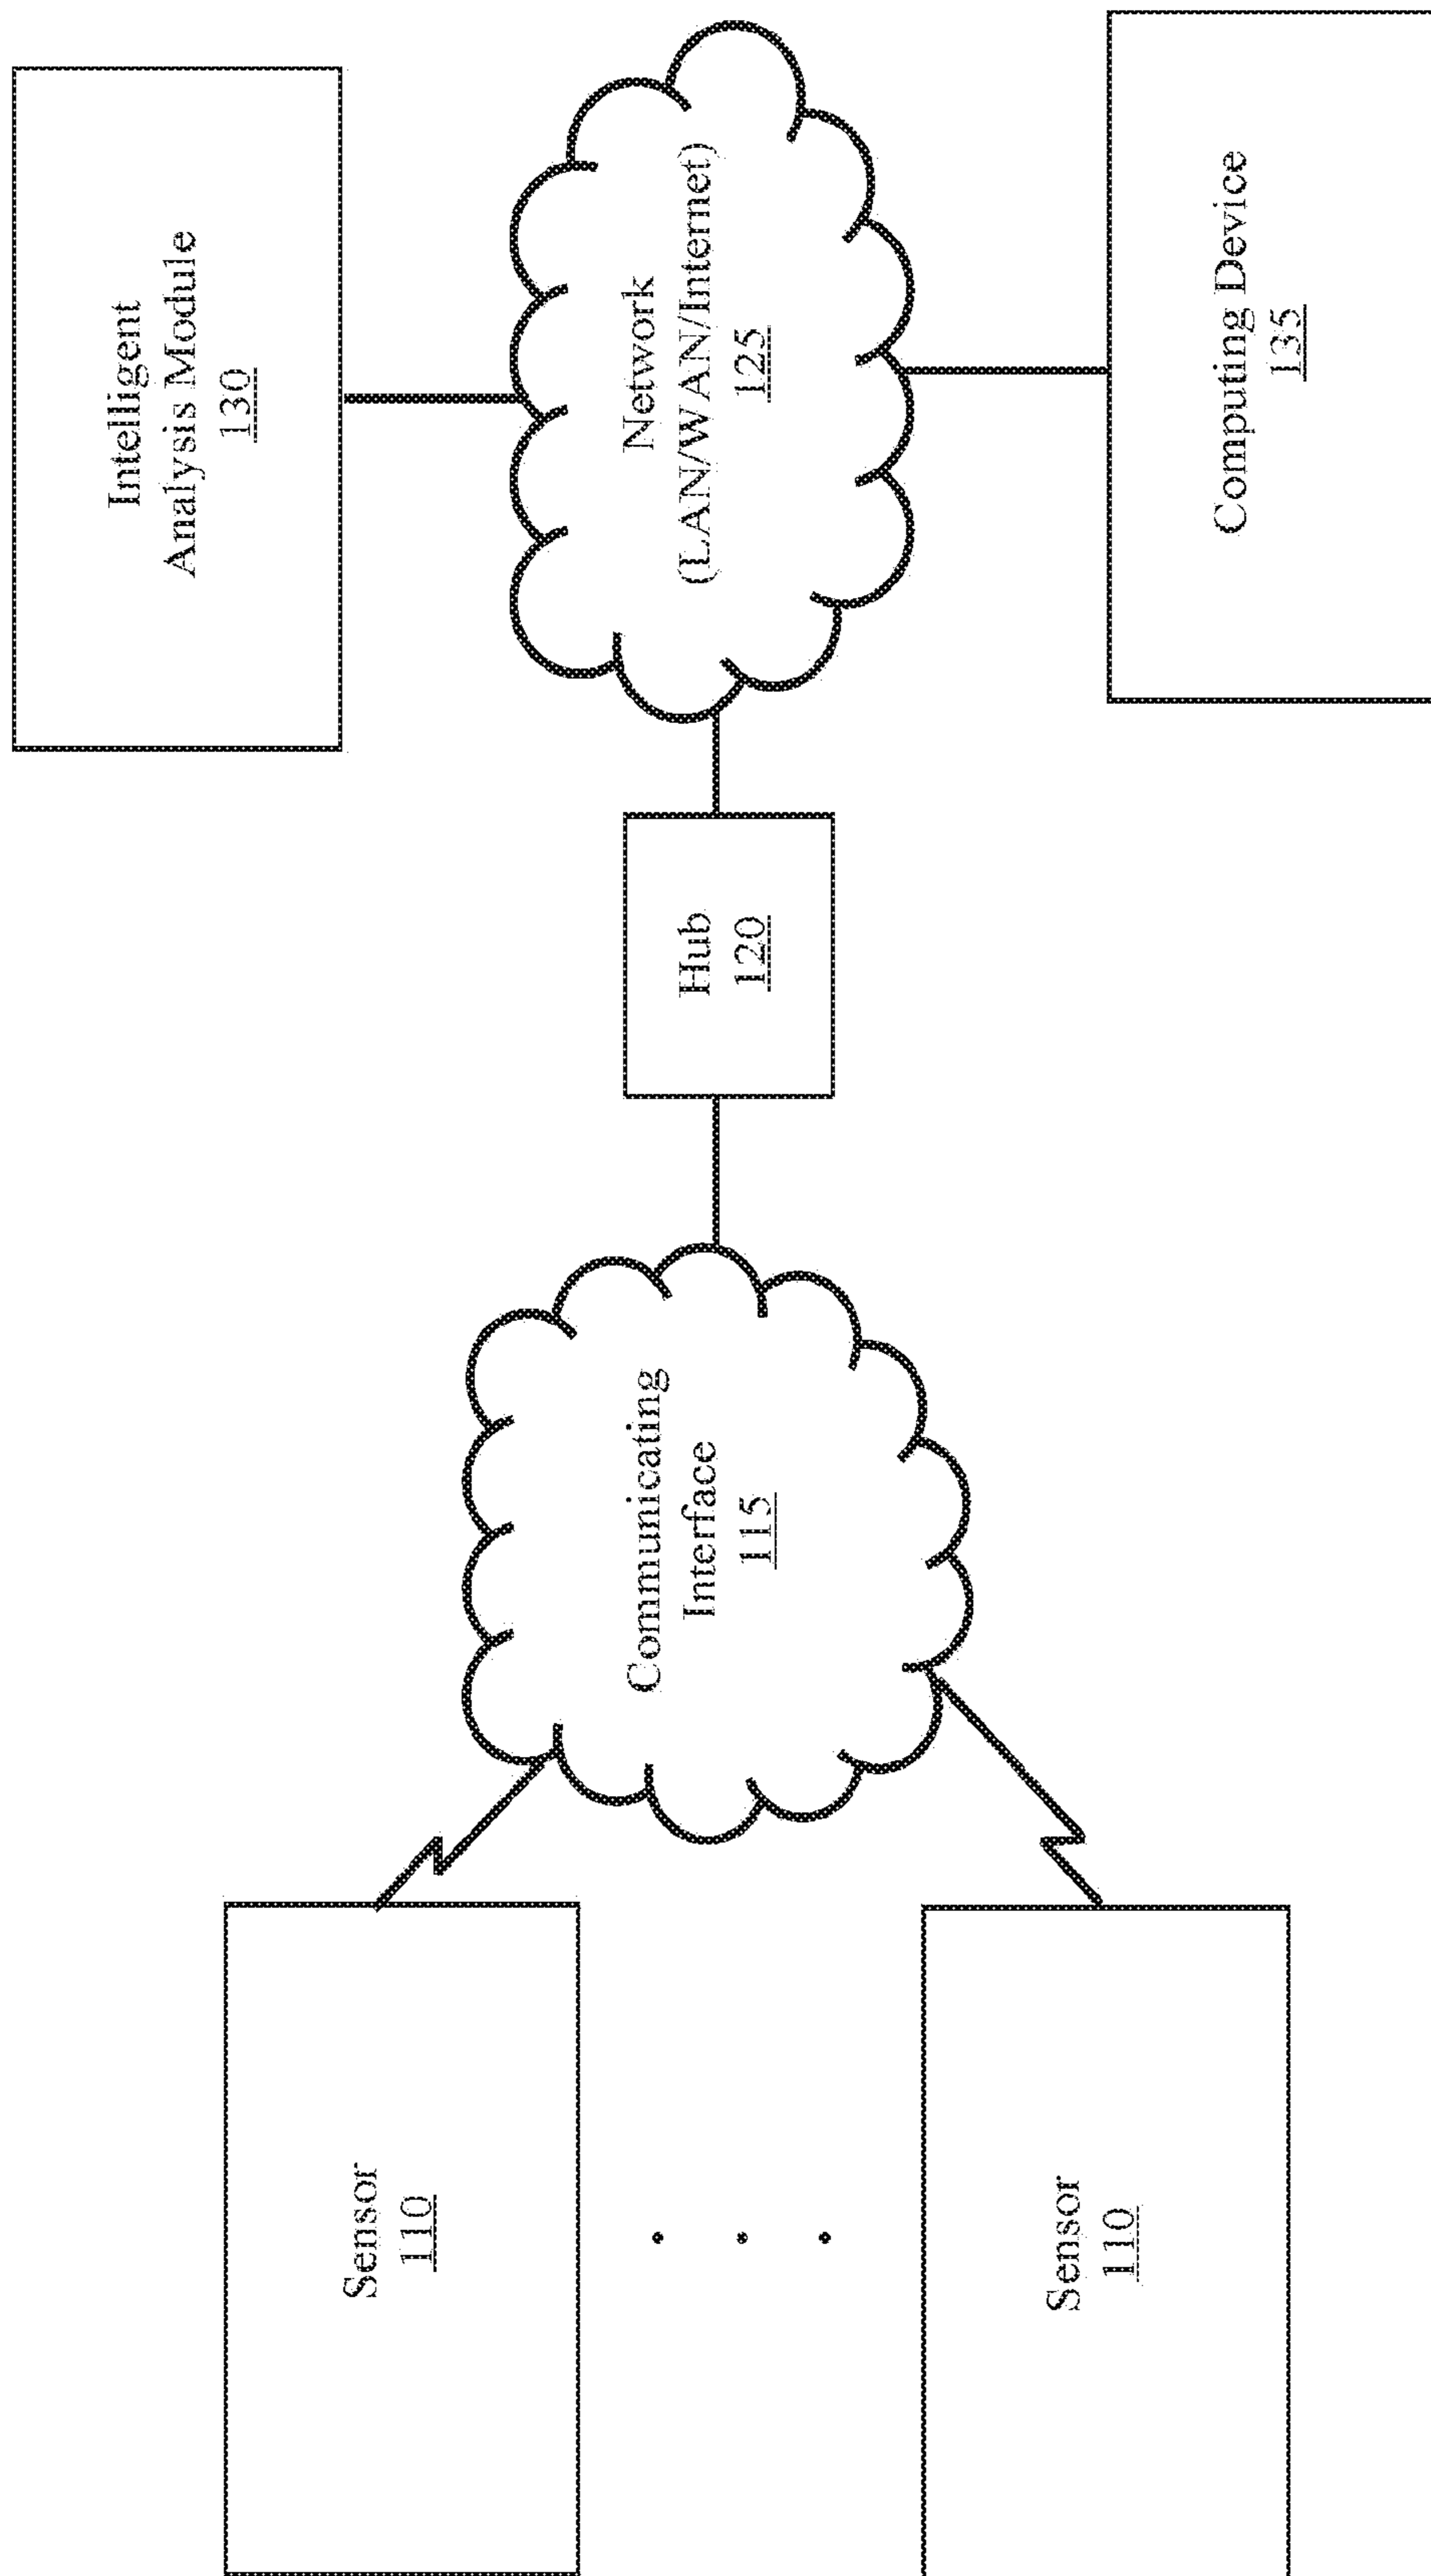 Sensor
110
Sensor
110
Communicating
Interface
115
Hub
120
Network
(LAN/WAN/Internet)
125
Intelligent
Analysis Module
130
Computing Device
135